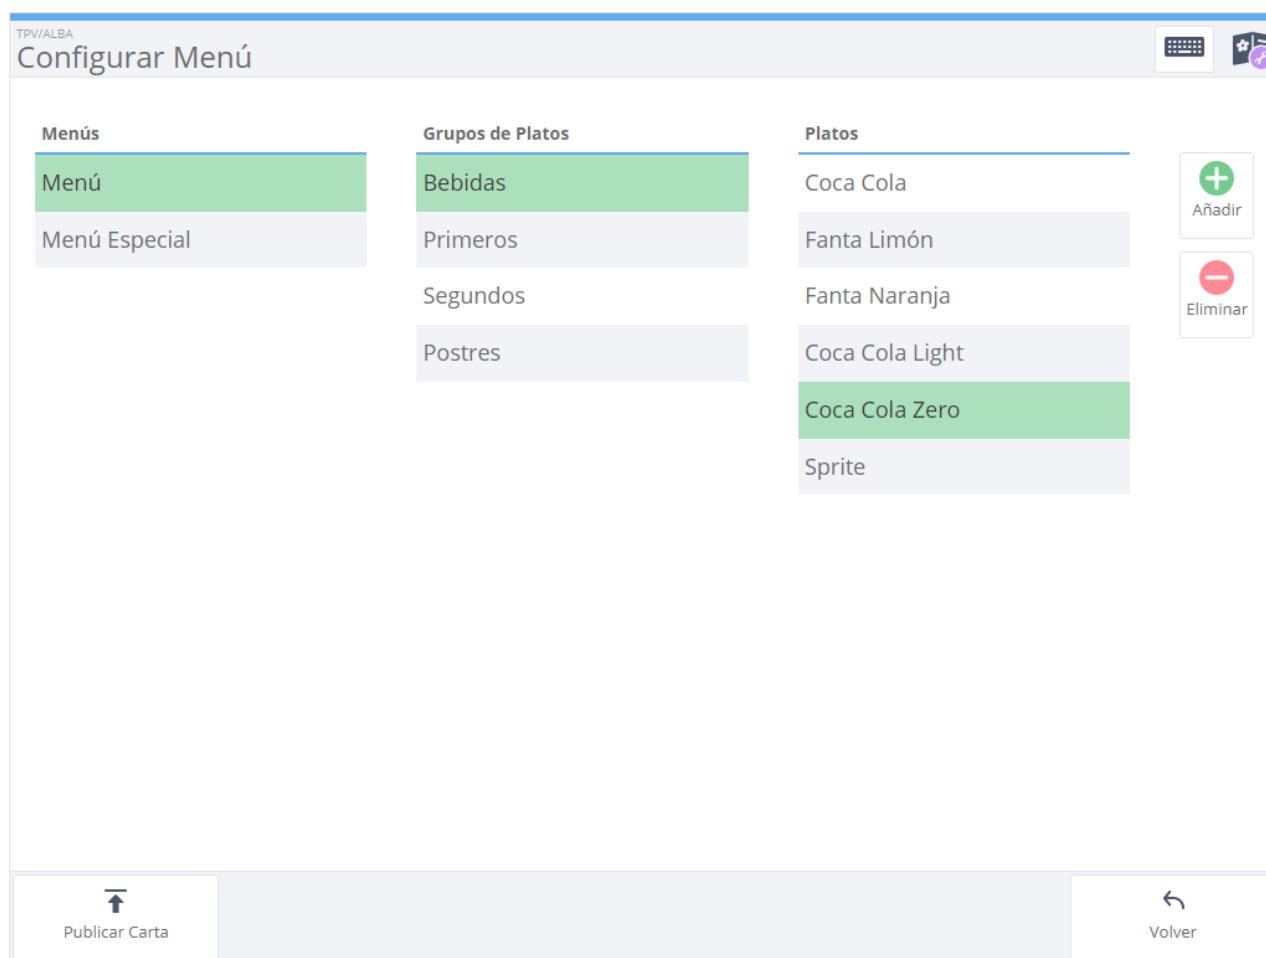 TPV/ALBA
Configurar Menú
Menús
Menú
Menú Especial
Grupos de Platos
Bebidas
Primeros
Segundos
Postres
Platos
Coca Cola
Fanta Limón
Fanta Naranja
Coca Cola Light
Coca Cola Zero
Sprite
Añadir
Eliminar
Publicar Carta
Volver